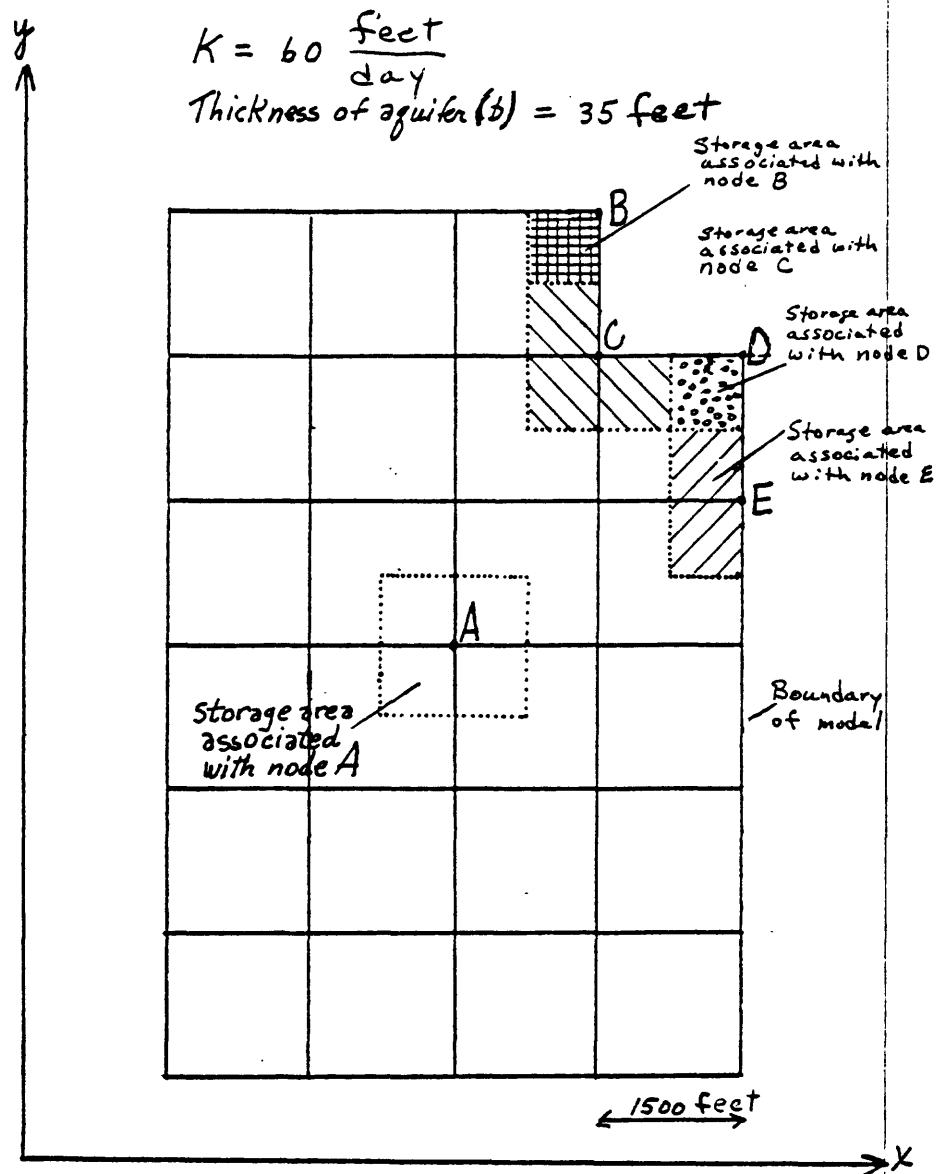 y
K = 60 feet
day
Thickness of aquifer (b) = 35 feet
Storage area
associated with
node B
B
Storage area
associated with
node C
Storage area
associated
with node D
C
D
Storage area
associated
with node E
E
A
Storage area
associated
with node A
Boundary
of model
1500 feet
x